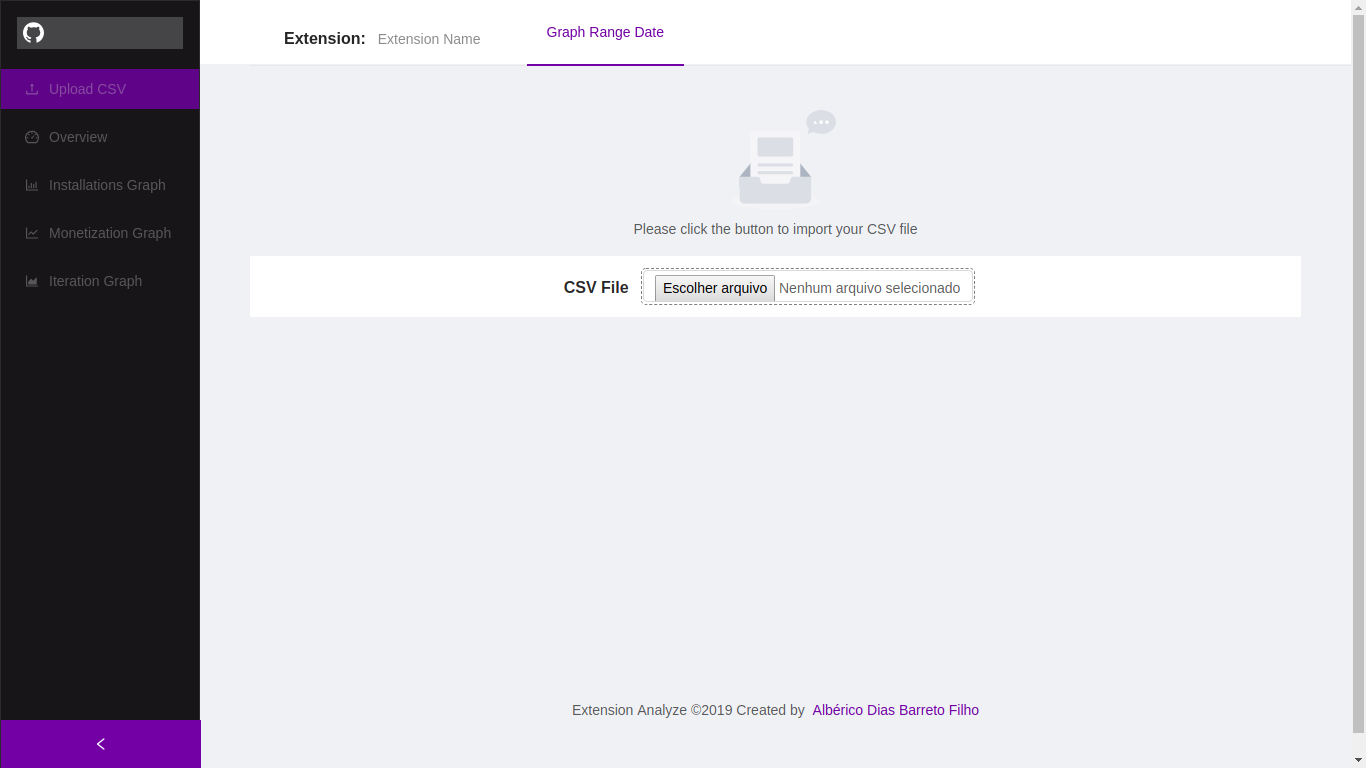 Extension: Extension Name
Graph Range Date
Upload CSV
Overview
Installations Graph
Monetization Graph
Iteration Graph
Please click the button to import your CSV file
CSV File Escolher arquivo Nenhum arquivo selecionado
Extension Analyze ©2019 Created by Albérico Dias Barreto Filho